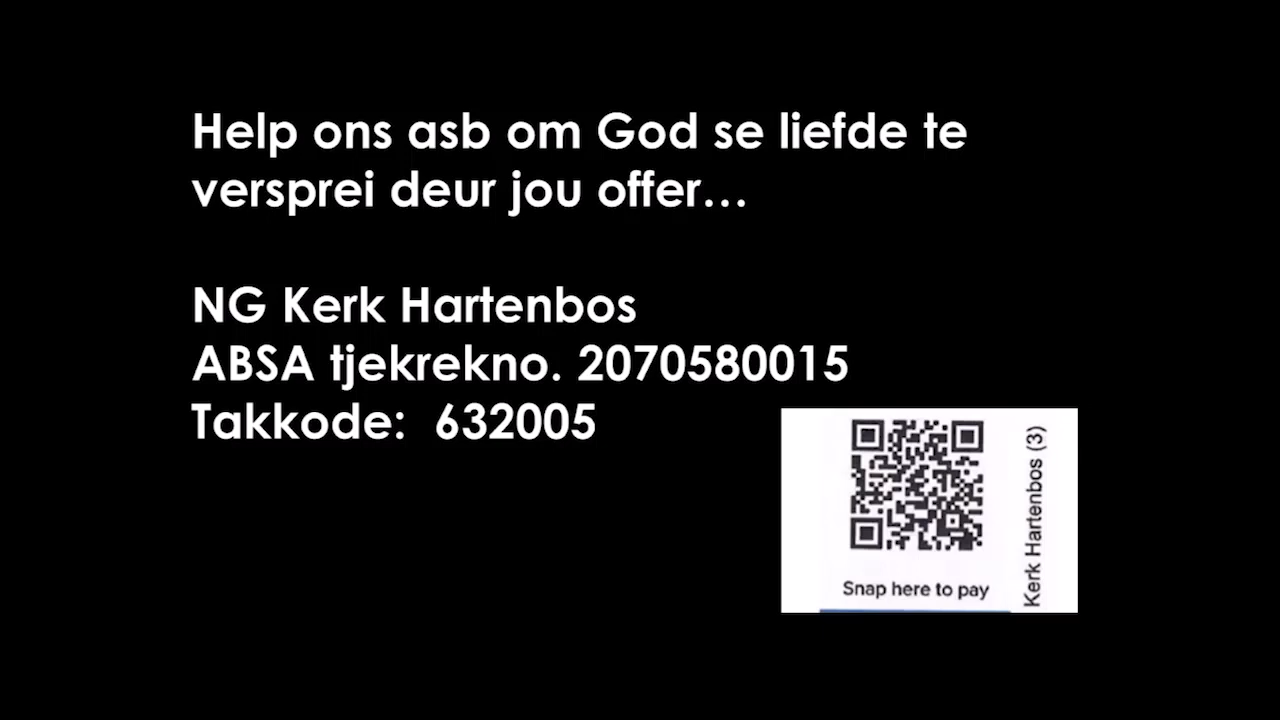 Help ons asb om God se liefde te
versprei deur jou offer…
NG Kerk Hartenbos
ABSA tjekrekno. 2070580015
Takkode:  632005
Snap here to pay
Kerk Hartenbos (3)